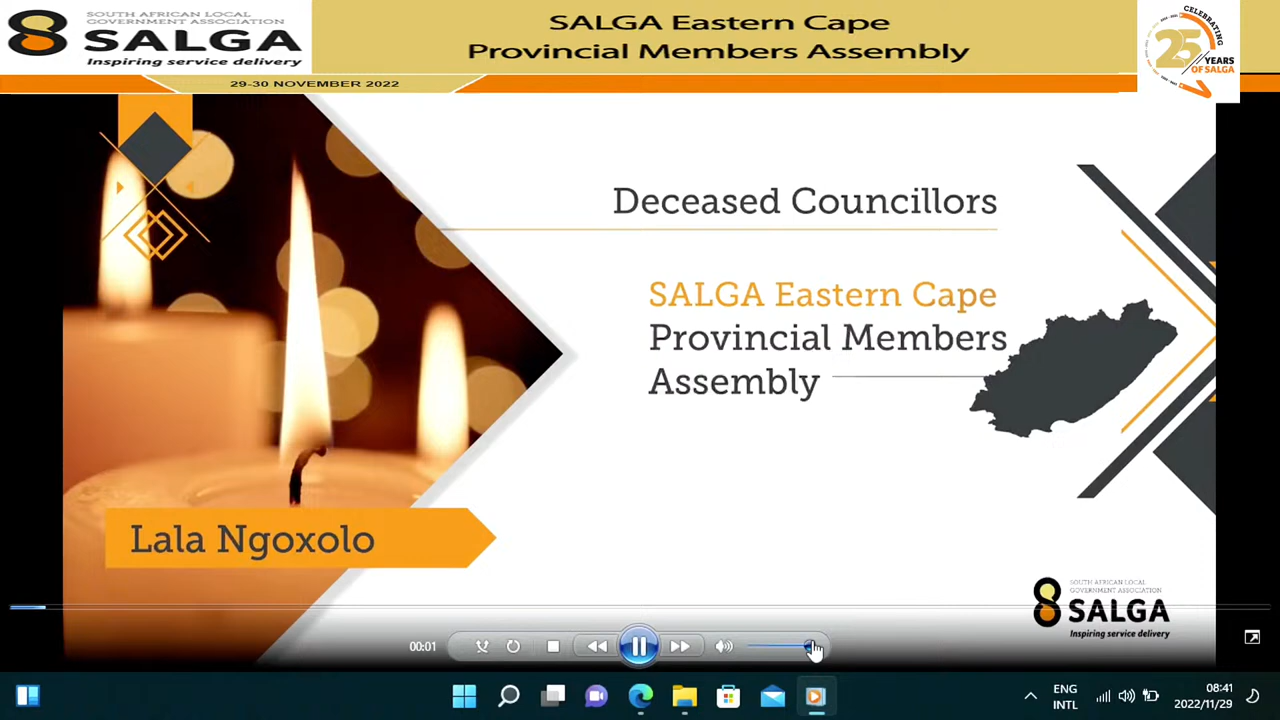 SOUTH AFRICAN LOCAL
GOVERNMENT ASSOCIATION
SALGA
Inspiring service delivery
SALGA Eastern Cape
Provincial Members Assembly
CELEBRATING
25 YEARS
OF SALGA
29-30 NOVEMBER 2022
Deceased Councillors
SALGA Eastern Cape
Provincial Members
Assembly
Lala Ngoxolo
SOUTH AFRICAN LOCAL
GOVERNMENT ASSOCIATION
SALGA
Inspiring service delivery
00:01
ENG
INTL
08:41
2022/11/29